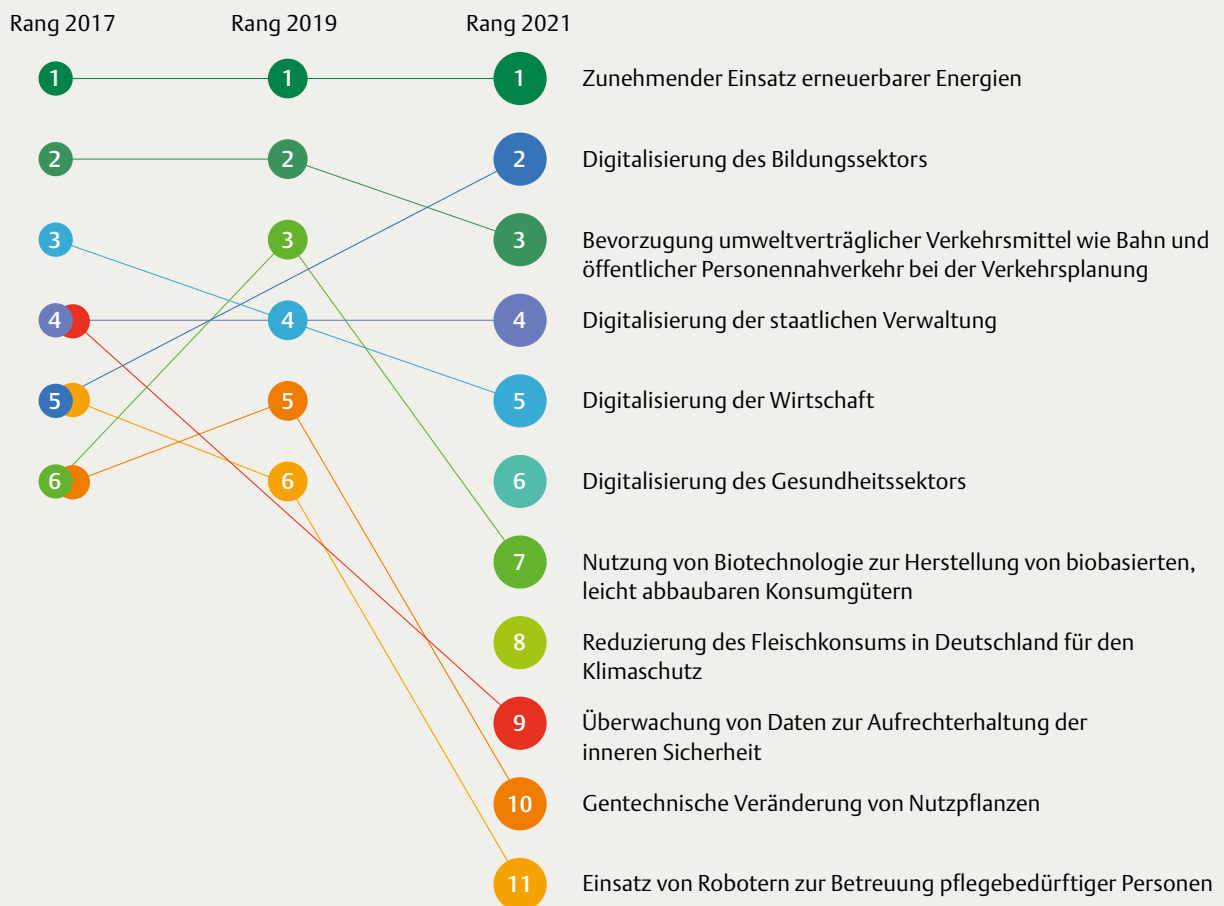 Rang 2017 Rang 2019 Rang 2021
1 1 1 Zunehmender Einsatz erneuerbarer Energien
2 2 2 Digitalisierung des Bildungssektors
3 3 3 Bevorzugung umweltverträglicher Verkehrsmittel wie Bahn und
öffentlicher Personennahverkehr bei der Verkehrsplanung
4 4 4 Digitalisierung der staatlichen Verwaltung
5 5 5 Digitalisierung der Wirtschaft
6 6 6 Digitalisierung des Gesundheitssektors
7 Nutzung von Biotechnologie zur Herstellung von biobasierten,
leicht abbaubaren Konsumgütern
8 Reduzierung des Fleischkonsums in Deutschland für den
Klimaschutz
9 Überwachung von Daten zur Aufrechterhaltung der
inneren Sicherheit
10 Gentechnische Veränderung von Nutzpflanzen
11 Einsatz von Robotern zur Betreuung pflegebedürftiger Personen